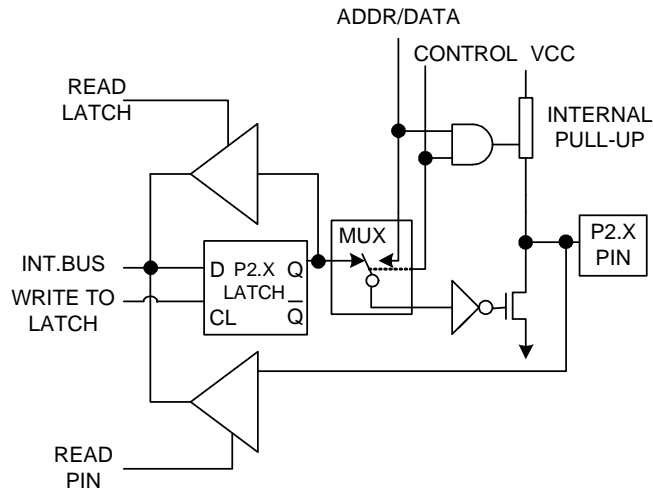 ADDR/DATA
CONTROL VCC
READ
LATCH
INTERNAL
PULL-UP
MUX
P2.X
PIN
INT.BUS
D P2.X Q
LATCH
WRITE TO
LATCH
CL Q̅
READ
PIN